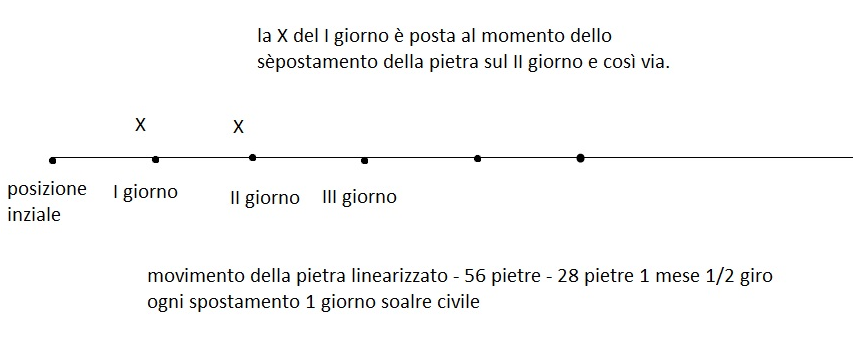 la X del I giorno è posta al momento dello
sèpostamento della pietra sul II giorno e così via.
X X
posizione
inziale
I giorno
II giorno
III giorno
movimento della pietra linearizzato - 56 pietre - 28 pietre 1 mese 1/2 giro
ogni spostamento 1 giorno soalre civile